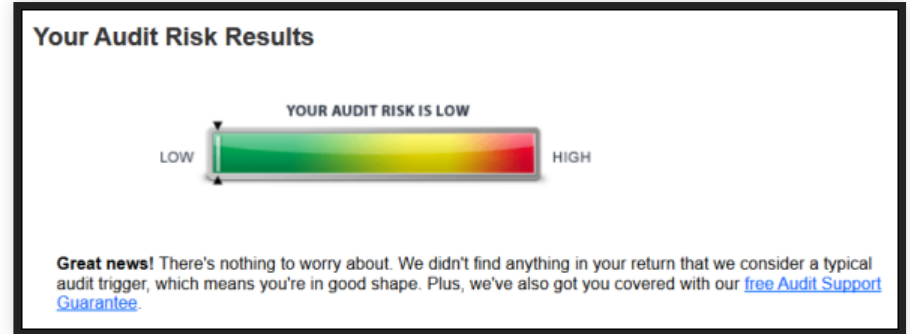 Your Audit Risk Results
YOUR AUDIT RISK IS LOW
LOW
HIGH
Great news! There's nothing to worry about. We didn't find anything in your return that we consider a typical
audit trigger, which means you're in good shape. Plus, we've also got you covered with our free Audit Support
Guarantee.